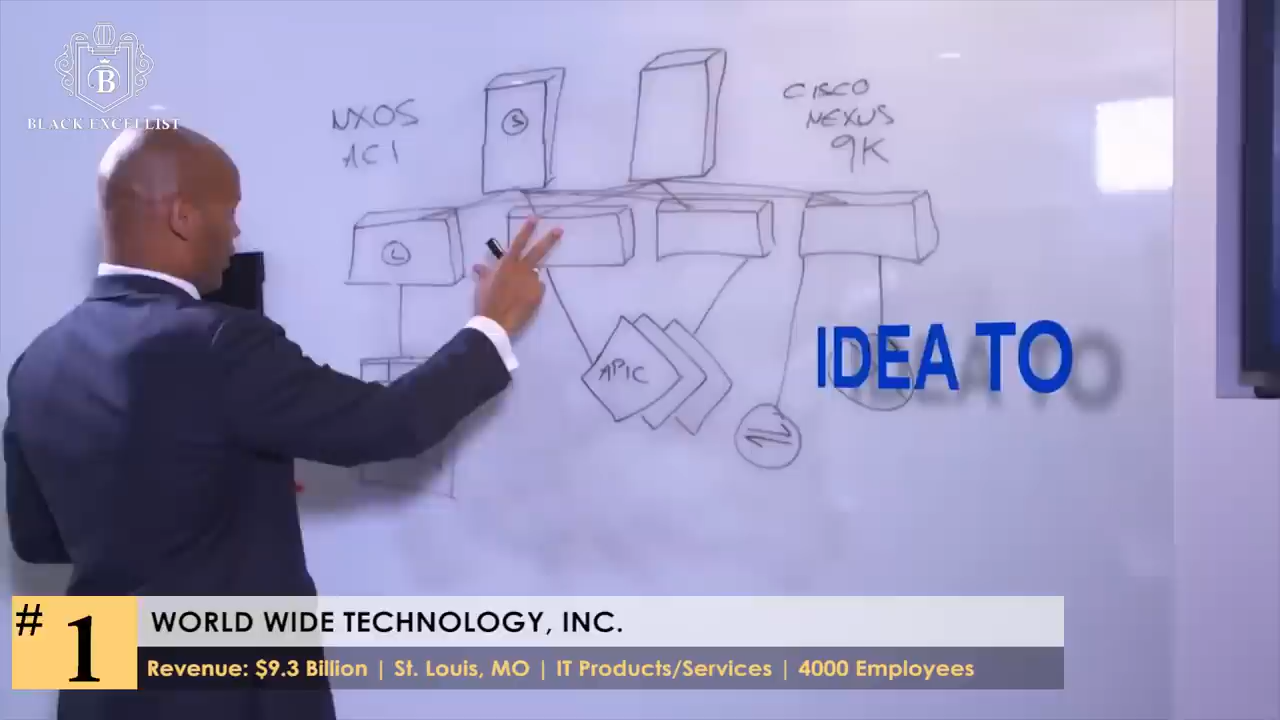 B
BLACK EXCELLIST
NXOS
ACI
S
CISCO
NEXUS
9K
L
APIC
IDEA TO
#1
WORLD WIDE TECHNOLOGY, INC.
Revenue: $9.3 Billion | St. Louis, MO | IT Products/Services | 4000 Employees